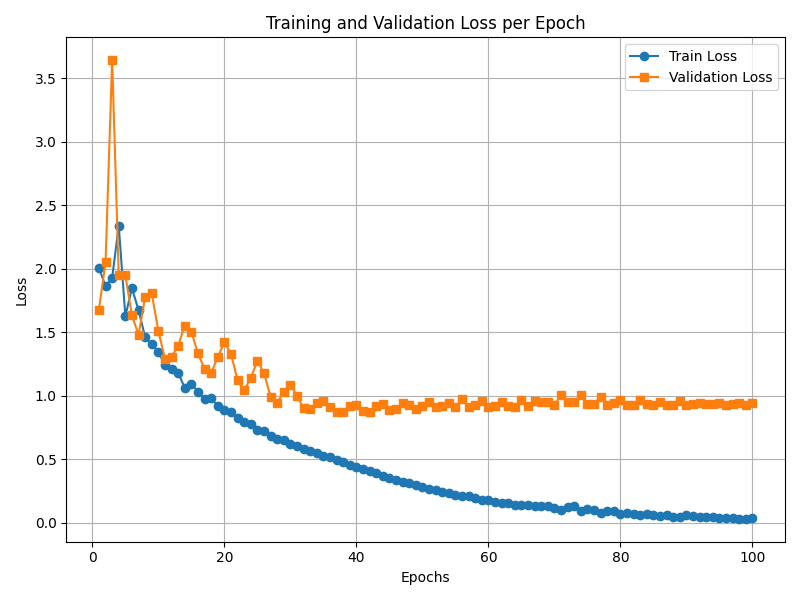 Training and Validation Loss per Epoch
Train Loss
Validation Loss
3.5
3.0
2.5
2.0
1.5
1.0
0.5
0.0
Loss
0 20 40 60 80 100
Epochs